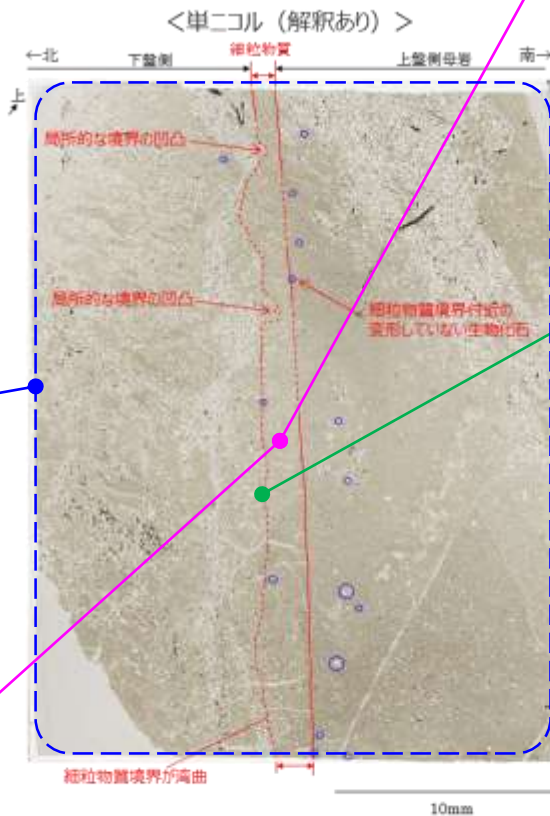 <単ニコル（解釈あり）>
細粒物質
←北
下盤側
上盤側母岩
南→
上
局所的な境界の凹凸
局所的な境界の凹凸
細粒物質境界付近の
変形していない生物化石
細粒物質境界が湾曲
10mm